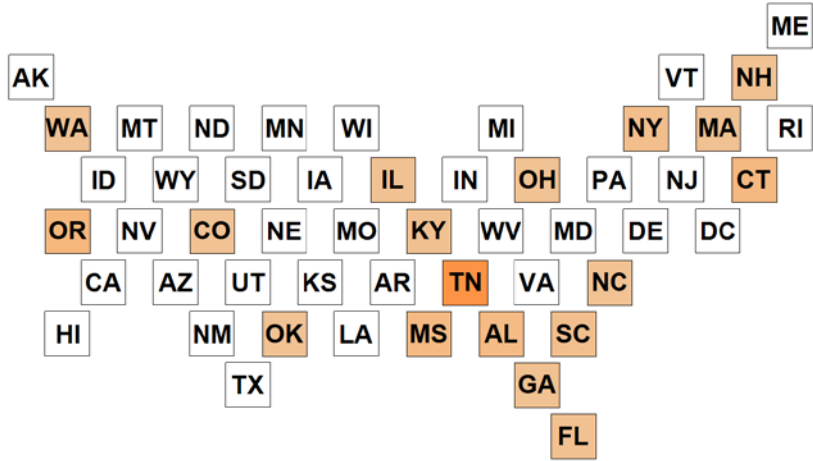 ME
AK VT NH
WA MT ND MN WI MI NY MA RI
ID WY SD IA IL IN OH PA NJ CT
OR NV CO NE MO KY WV MD DE DC
CA AZ UT KS AR TN VA NC
HI NM OK LA MS AL SC
TX GA
FL